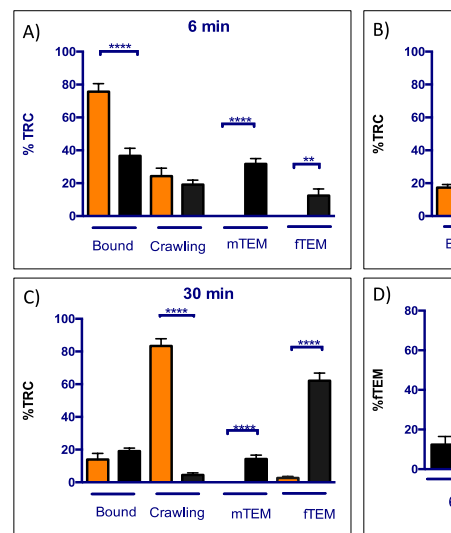 A)
6 min
****
****
**
% TRC
100
80
60
40
20
0
Bound
Crawling
mTEM
fTEM
B)
%TRC
100
80
60
40
20
0
C)
30 min
****
****
****
%TRC
100
80
60
40
20
0
Bound
Crawling
mTEM
fTEM
D)
%fTEM
80
60
40
20
0